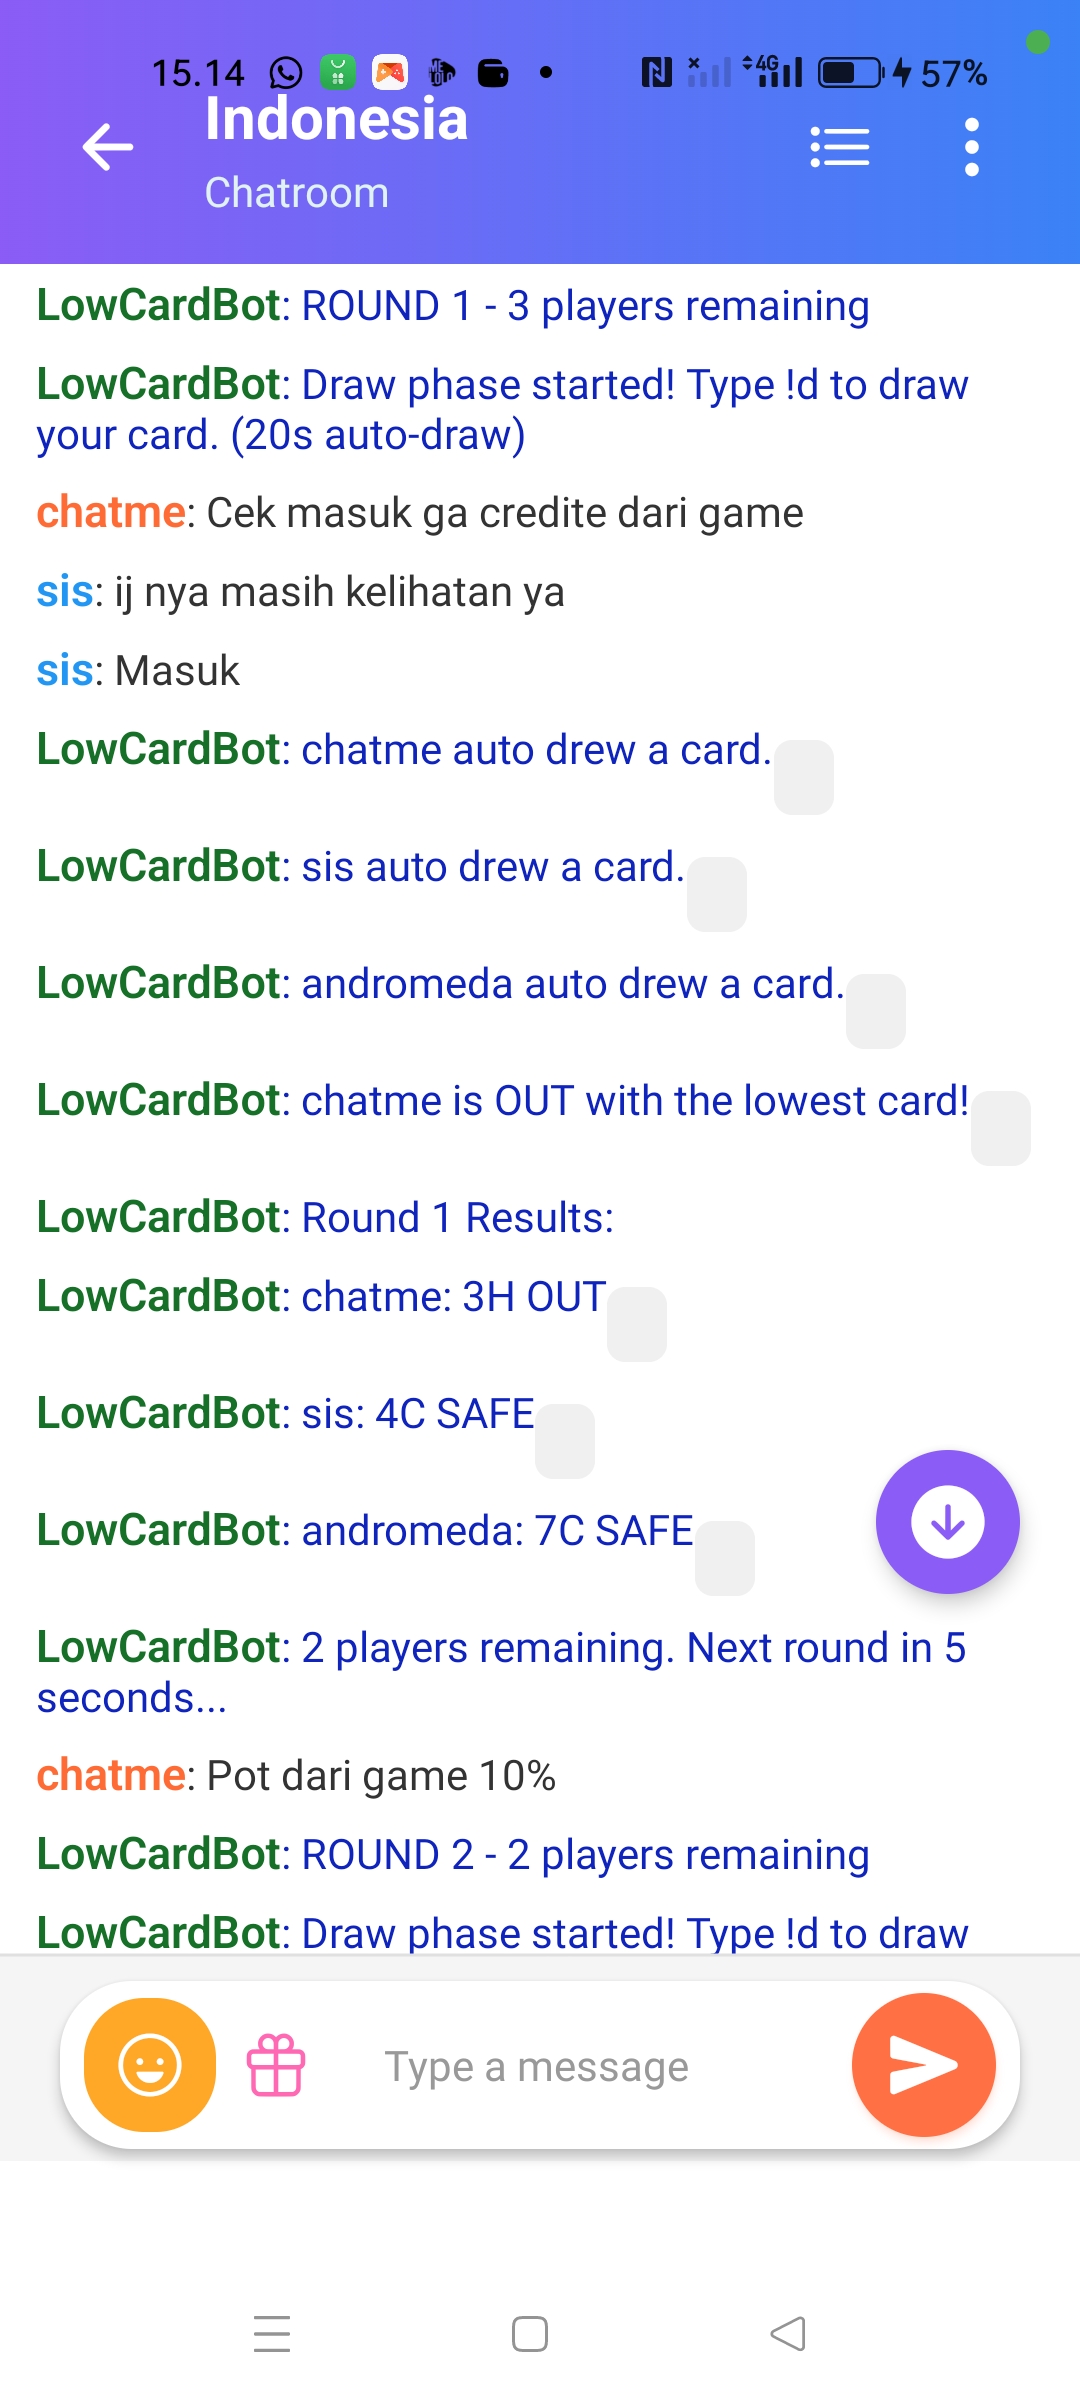 15.14
4G
57%
Indonesia
Chatroom
LowCardBot: ROUND 1 - 3 players remaining
LowCardBot: Draw phase started! Type !d to draw
your card. (20s auto-draw)
chatme: Cek masuk ga credite dari game
sis: ij nya masih kelihatan ya
sis: Masuk
LowCardBot: chatme auto drew a card.
LowCardBot: sis auto drew a card.
LowCardBot: andromeda auto drew a card.
LowCardBot: chatme is OUT with the lowest card!
LowCardBot: Round 1 Results:
LowCardBot: chatme: 3H OUT
LowCardBot: sis: 4C SAFE
LowCardBot: andromeda: 7C SAFE
LowCardBot: 2 players remaining. Next round in 5
seconds...
chatme: Pot dari game 10%
LowCardBot: ROUND 2 - 2 players remaining
LowCardBot: Draw phase started! Type !d to draw
Type a message